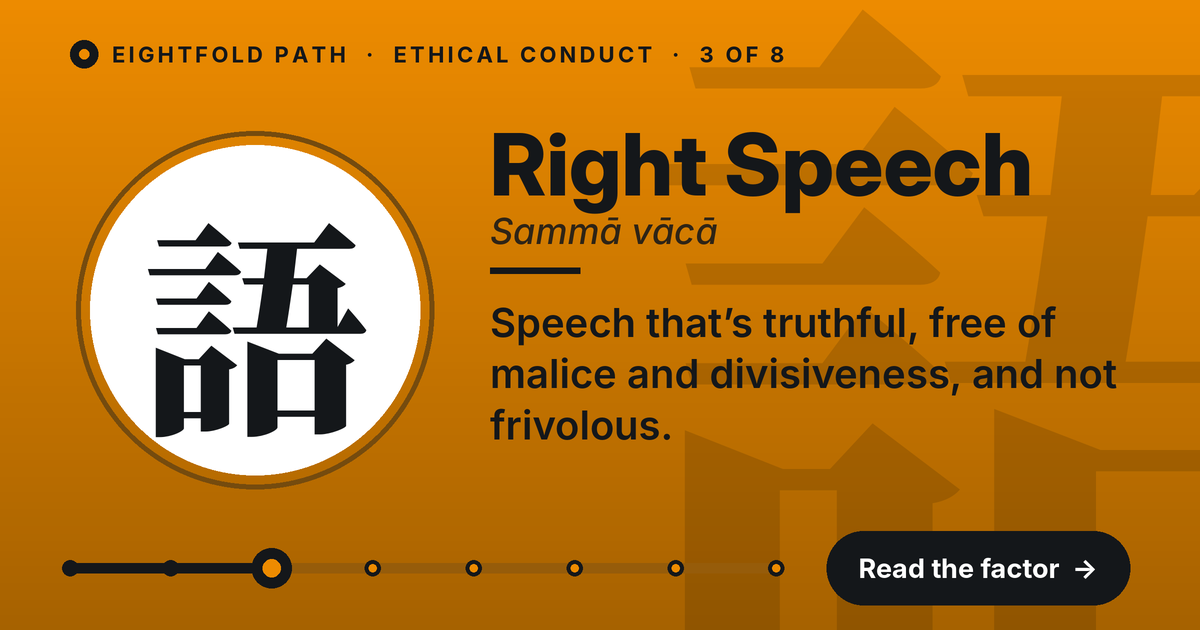 EIGHTFOLD PATH · ETHICAL CONDUCT · 3 OF 8
語
Right Speech
Sammā vācā
Speech that’s truthful, free of
malice and divisiveness, and not
frivolous.
Read the factor →